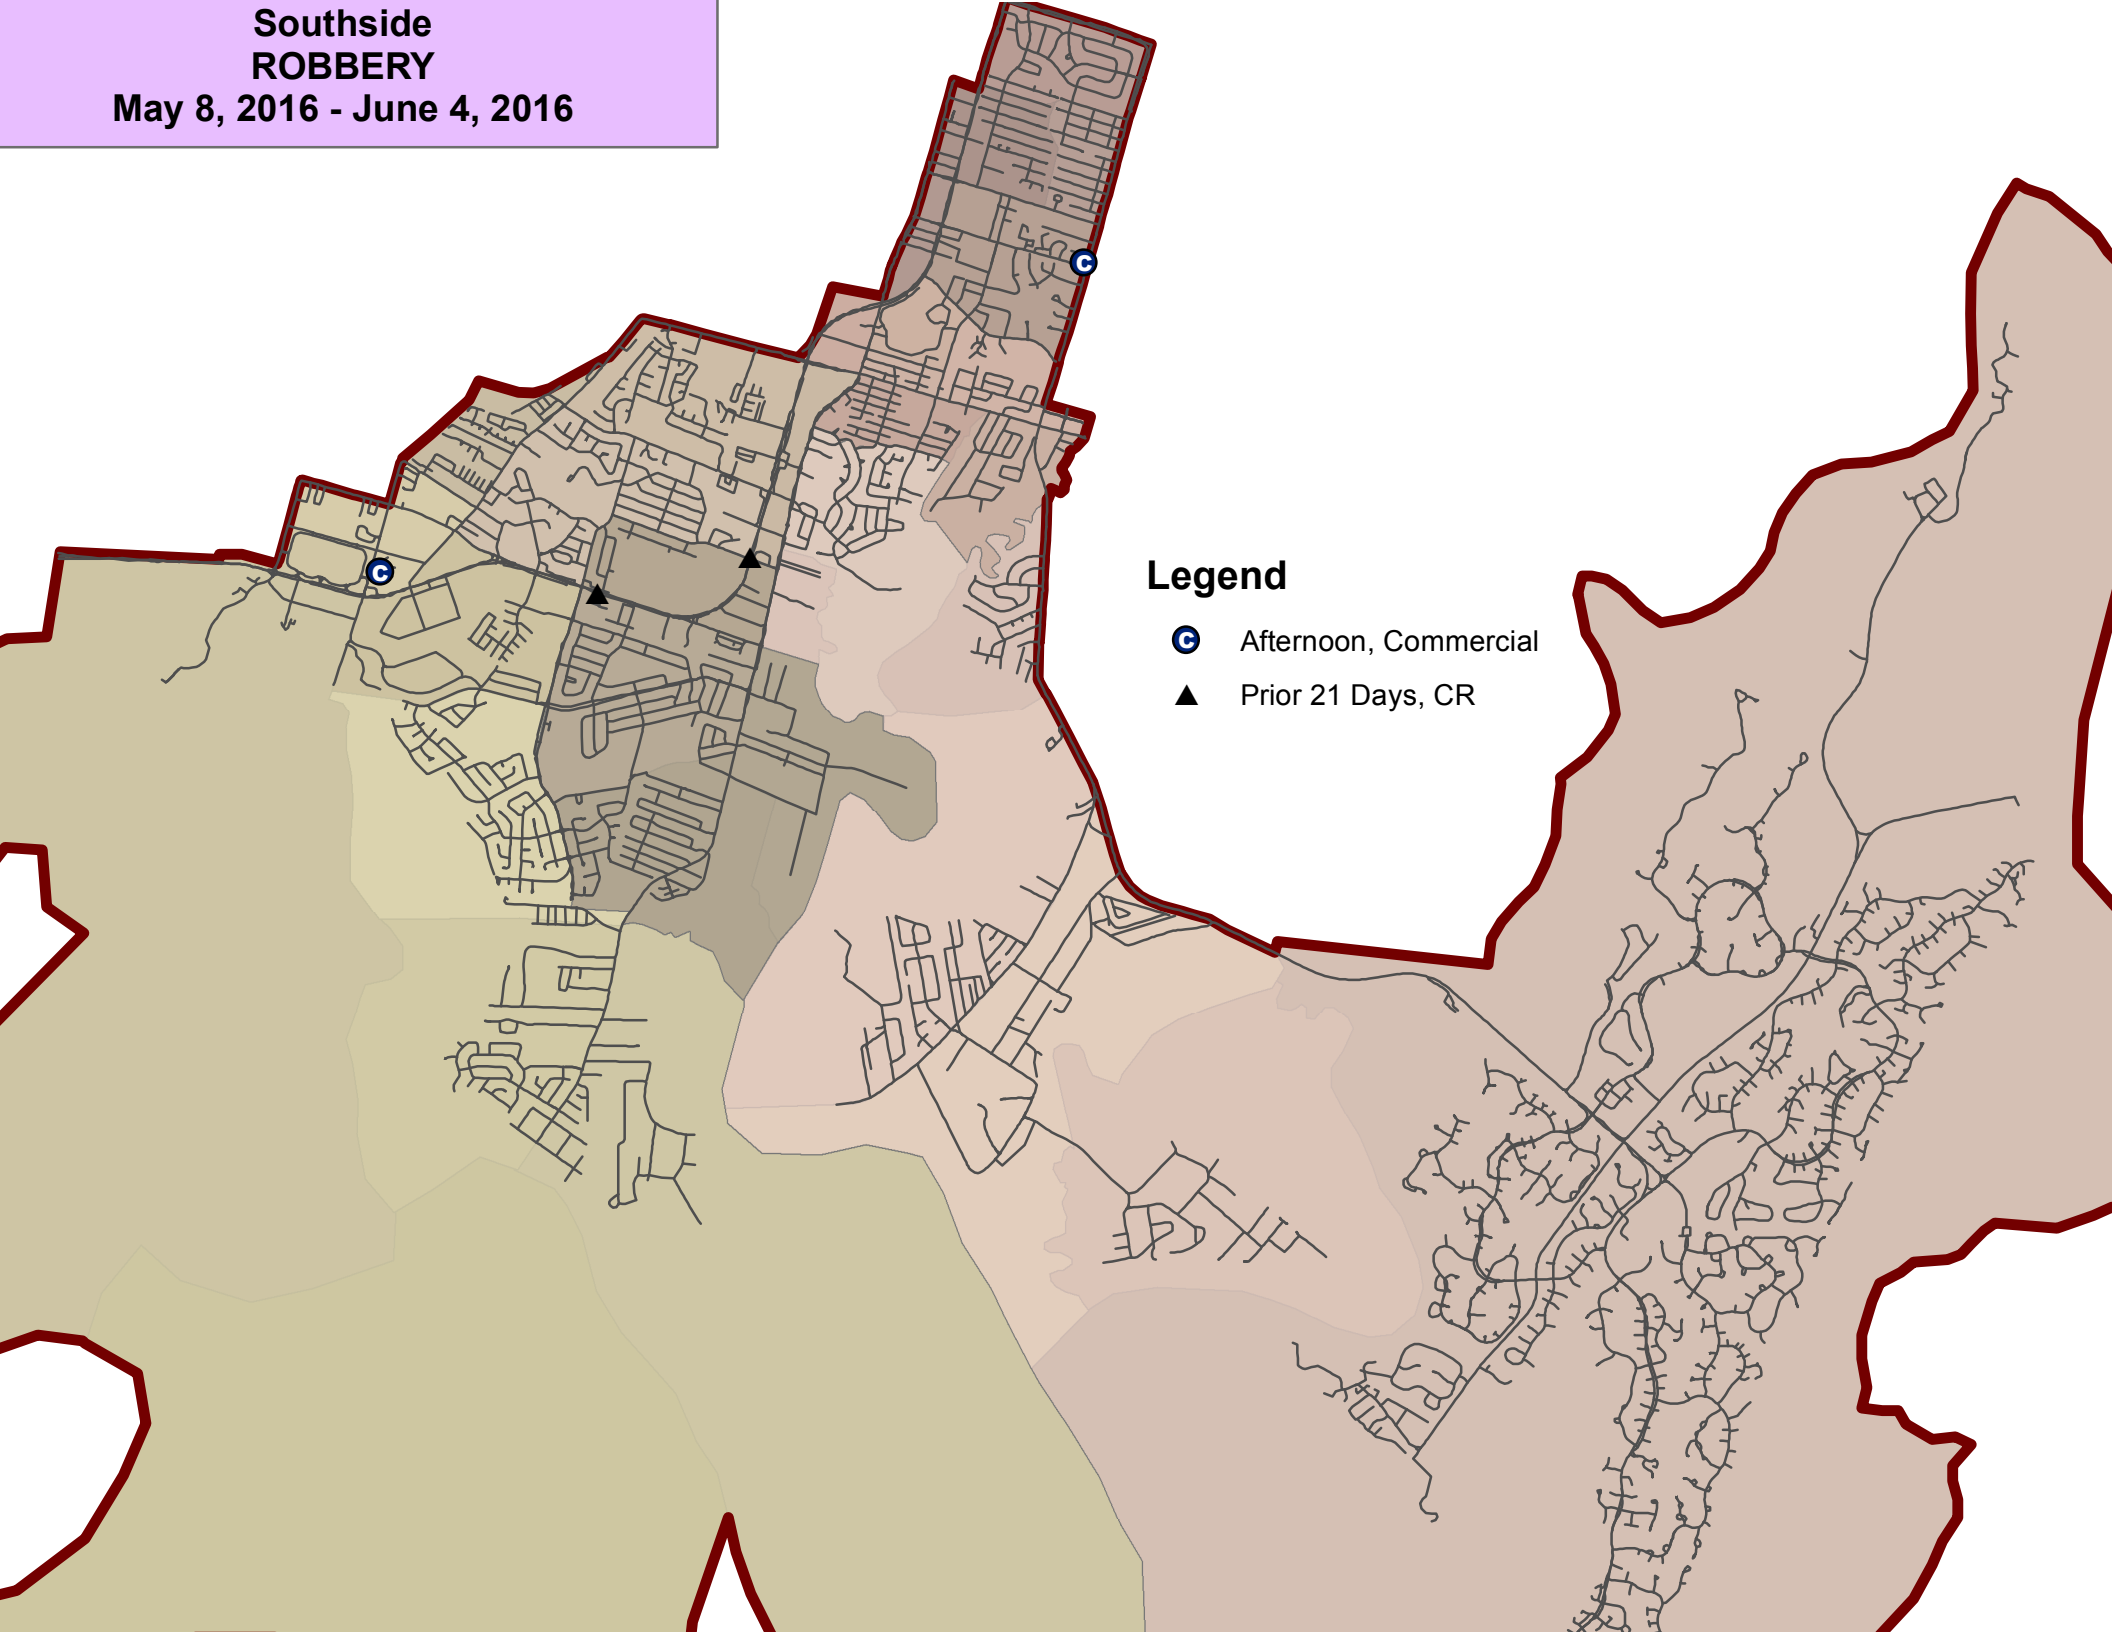 Southside
ROBBERY
May 8, 2016 - June 4, 2016
C
C
Legend
C Afternoon, Commercial
Prior 21 Days, CR